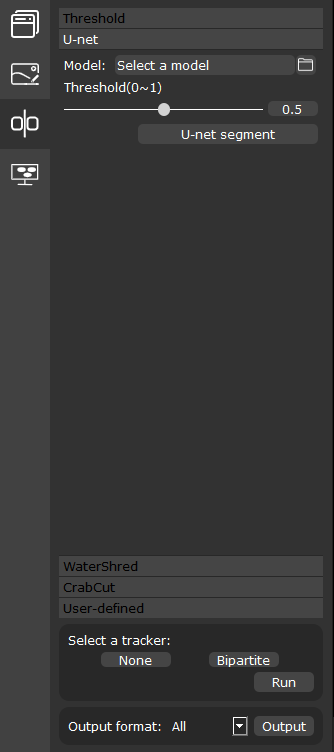 Threshold
U-net
Model: Select a model
Threshold(0~1)
0.5
U-net segment
WaterShred
CrabCut
User-defined
Select a tracker:
None Bipartite
Run
Output format: All Output